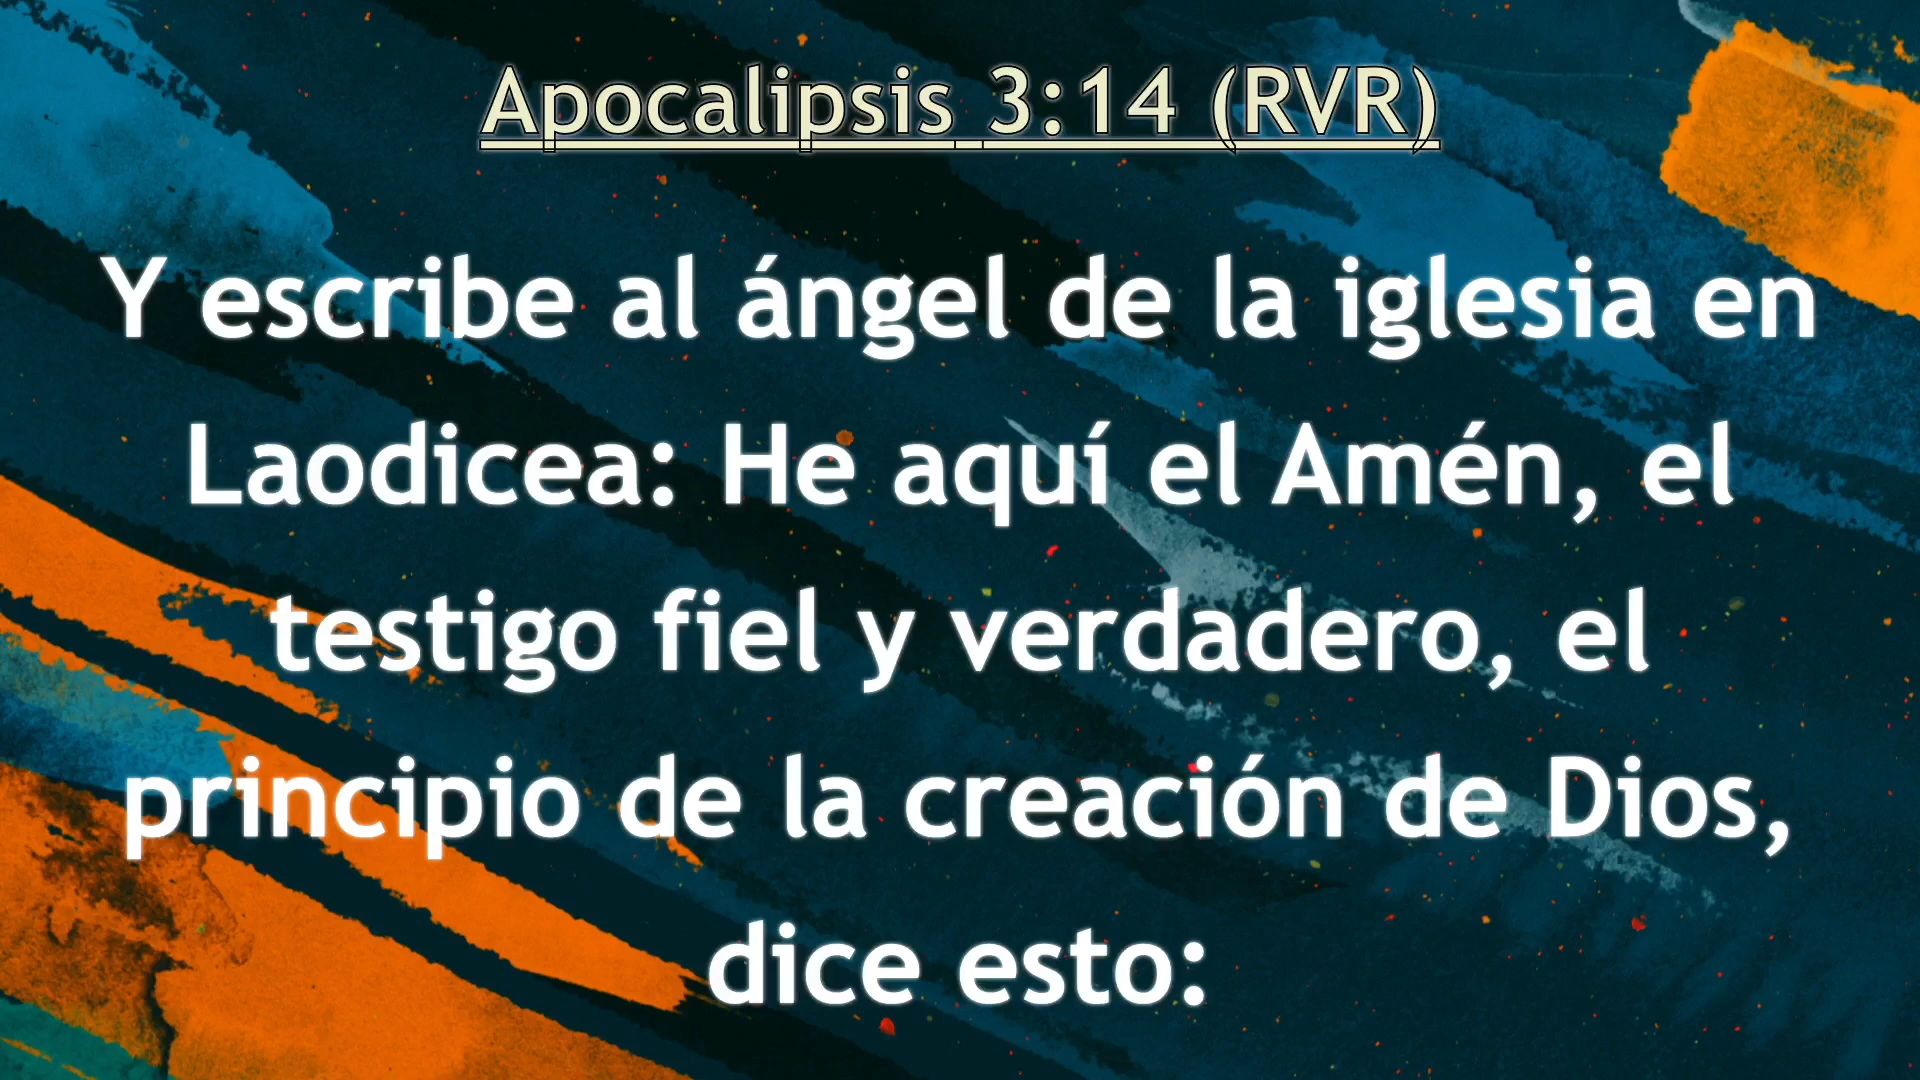 Apocalipsis 3:14 (RVR)
Y escribe al ángel de la iglesia en
Laodicea: He aquí el Amén, el
testigo fiel y verdadero, el
principio de la creación de Dios,
dice esto: